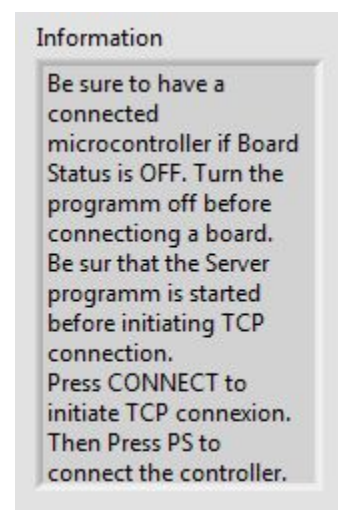 Information
Be sure to have a
connected
microcontroller if Board
Status is OFF. Turn the
programm off before
connectiong a board.
Be sur that the Server
programm is started
before initiating TCP
connection.
Press CONNECT to
initiate TCP connexion.
Then Press PS to
connect the controller.